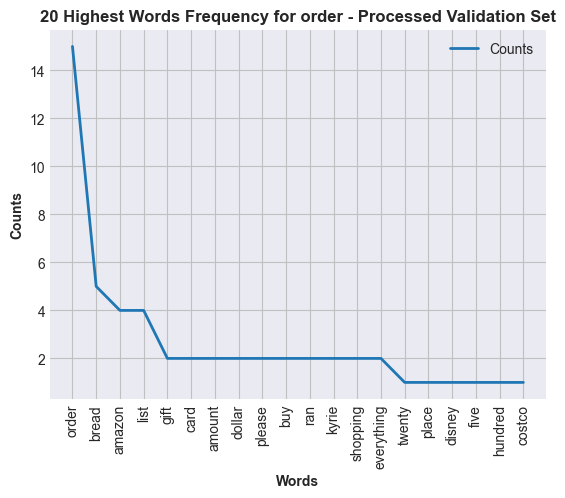 20 Highest Words Frequency for order - Processed Validation Set
Counts
14
12
10
8
6
4
2
Counts
order
bread
amazon
list
gift
card
amount
dollar
please
buy
ran
kyrie
shopping
everything
twenty
place
disney
five
hundred
costco
Words